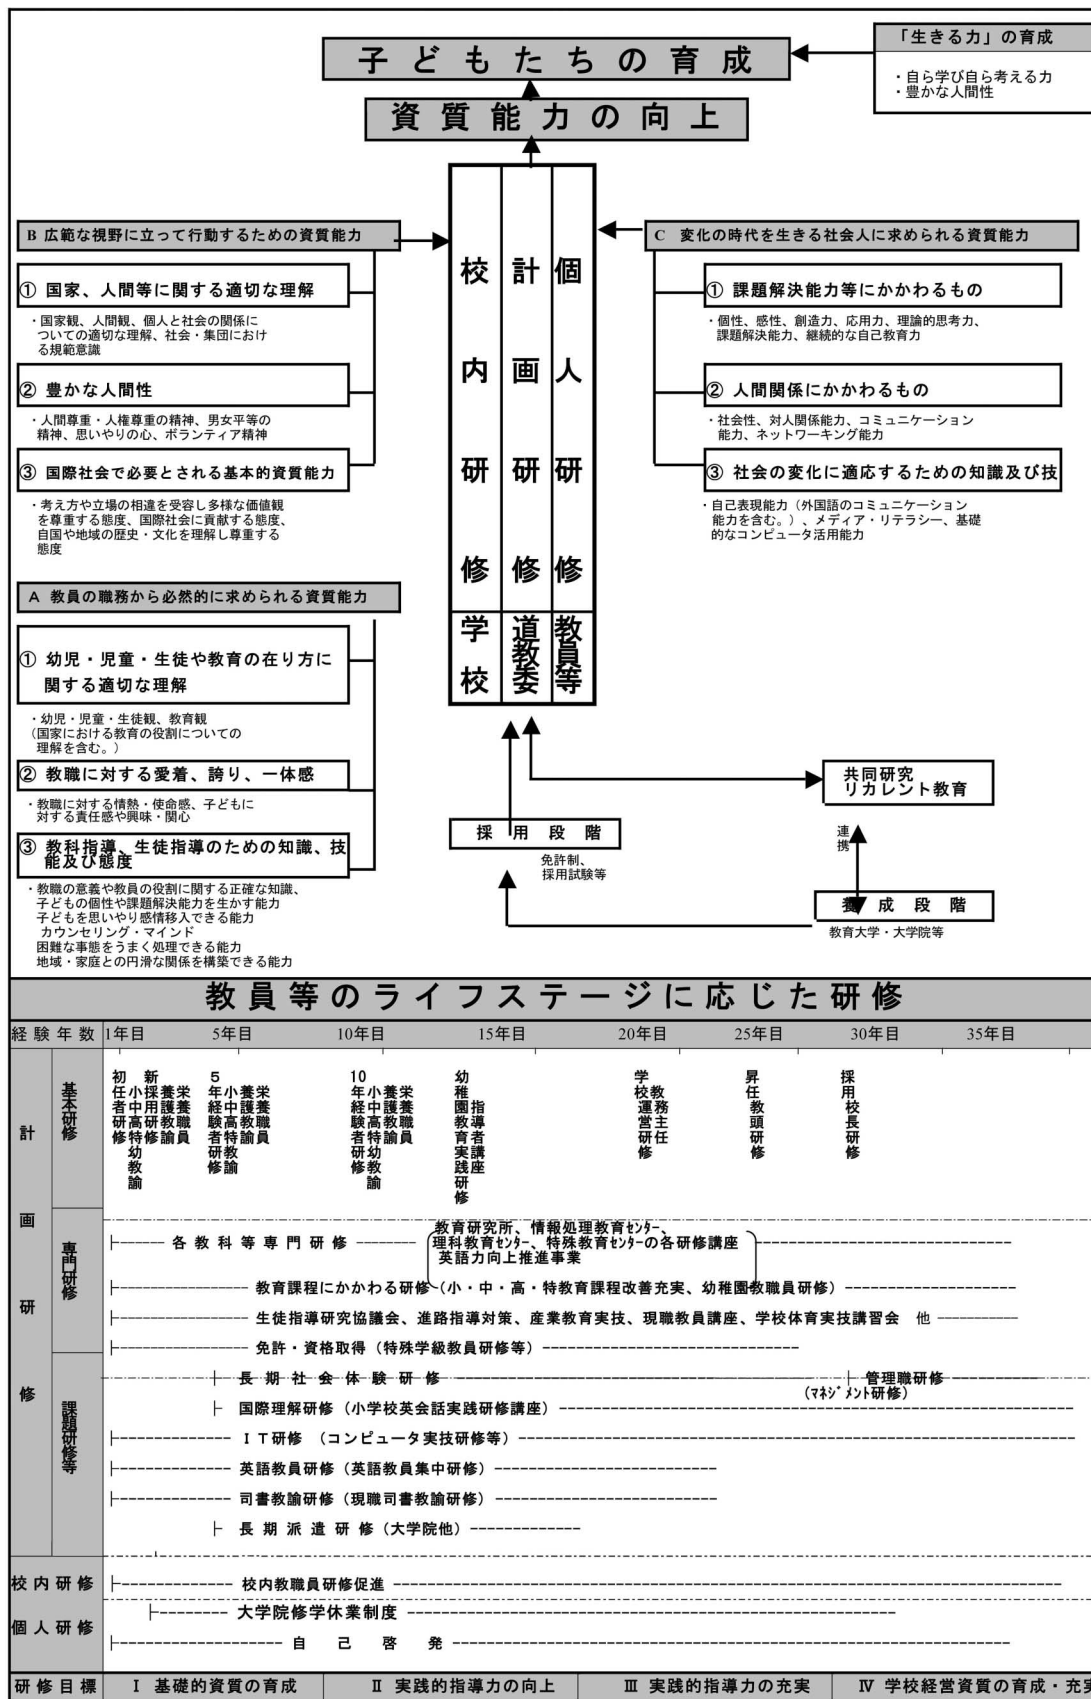 「生きる力」の育成
・自ら学び自ら考える力
・豊かな人間性
子どもたちの育成
資質能力の向上
校内研修
計画研修
個人研修
学校
道教委
教員等
B 広範な視野に立って行動するための資質能力
① 国家、人間等に関する適切な理解
・国家観、人間観、個人と社会の関係に
ついての適切な理解、社会・集団におけ
る規範意識
② 豊かな人間性
・人間尊重・人権尊重の精神、男女平等の
精神、思いやりの心、ボランティア精神
③ 国際社会で必要とされる基本的資質能力
・考え方や立場の相違を受容し多様な価値観
を尊重する態度、国際社会に貢献する態度、
自国や地域の歴史・文化を理解し尊重する
態度
A 教員の職務から必然的に求められる資質能力
① 幼児・児童・生徒や教育の在り方に
関する適切な理解
・幼児・児童・生徒観、教育観
（国家における教育の役割についての
理解を含む。）
② 教職に対する愛着、誇り、一体感
・教職に対する情熱・使命感、子どもに
対する責任感や興味・関心
③ 教科指導、生徒指導のための知識、技
能及び態度
・教職の意義や教員の役割に関する正確な知識、
子どもの個性や課題解決能力を生かす能力
子どもを思いやり感情移入できる能力
カウンセリング・マインド
困難な事態をうまく処理できる能力
地域・家庭との円滑な関係を構築できる能力
C 変化の時代を生きる社会人に求められる資質能力
① 課題解決能力等にかかわるもの
・個性、感性、創造力、応用力、理論的思考力、
課題解決能力、継続的な自己教育力
② 人間関係にかかわるもの
・社会性、対人関係能力、コミュニケーション
能力、ネットワーキング能力
③ 社会の変化に適応するための知識及び技
・自己表現能力（外国語のコミュニケーション
能力を含む。）、メディア・リテラシー、基礎
的なコンピュータ活用能力
共同研究
リカレント教育
連携
採用段階
免許制、
採用試験等
養成段階
教育大学・大学院等
教員等のライフステージに応じた研修
経験年数 1年目 5年目 10年目 15年目 20年目 25年目 30年目 35年目
計画研修
基本研修
初任者研修
小中高特幼教諭
新採用研修
養護教諭
栄養職員
5年経験者研修
小中高特教諭
養護教諭
栄養職員
10年経験者研修
小中高特幼教諭
養護教諭
栄養職員
幼稚園教育実践研修
指導者講座
学校運営研修
教務主任
昇任教頭研修
採用校長研修
専門研修
各教科等専門研修
教育研究所、情報処理教育ｾﾝﾀｰ、
理科教育ｾﾝﾀｰ、特殊教育ｾﾝﾀｰの各研修講座
英語力向上推進事業
教育課程にかかわる研修（小・中・高・特教育課程改善充実、幼稚園教職員研修）
生徒指導研究協議会、進路指導対策、産業教育実技、現職教員講座、学校体育実技講習会 他
免許・資格取得（特殊学級教員研修等）
課題研修等
長期社会体験研修
管理職研修
（ﾏﾈｼﾞﾒﾝﾄ研修）
国際理解研修（小学校英会話実践研修講座）
ＩＴ研修（コンピュータ実技研修等）
英語教員研修（英語教員集中研修）
司書教諭研修（現職司書教諭研修）
長期派遣研修（大学院他）
校内研修
校内教職員研修促進
個人研修
大学院修学休業制度
自己啓発
研修目標 Ⅰ 基礎的資質の育成 Ⅱ 実践的指導力の向上 Ⅲ 実践的指導力の充実 Ⅳ 学校経営資質の育成・充実